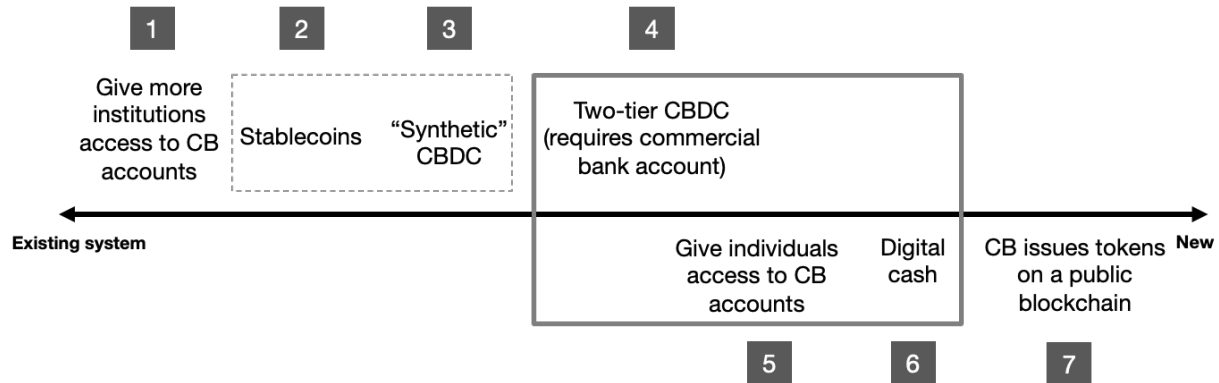 1
2
3
4
Give more
institutions
access to CB
accounts
Stablecoins
“Synthetic”
CBDC
Two-tier CBDC
(requires commercial
bank account)
Existing system
New
Give individuals
access to CB
accounts
Digital
cash
CB issues tokens
on a public
blockchain
5
6
7